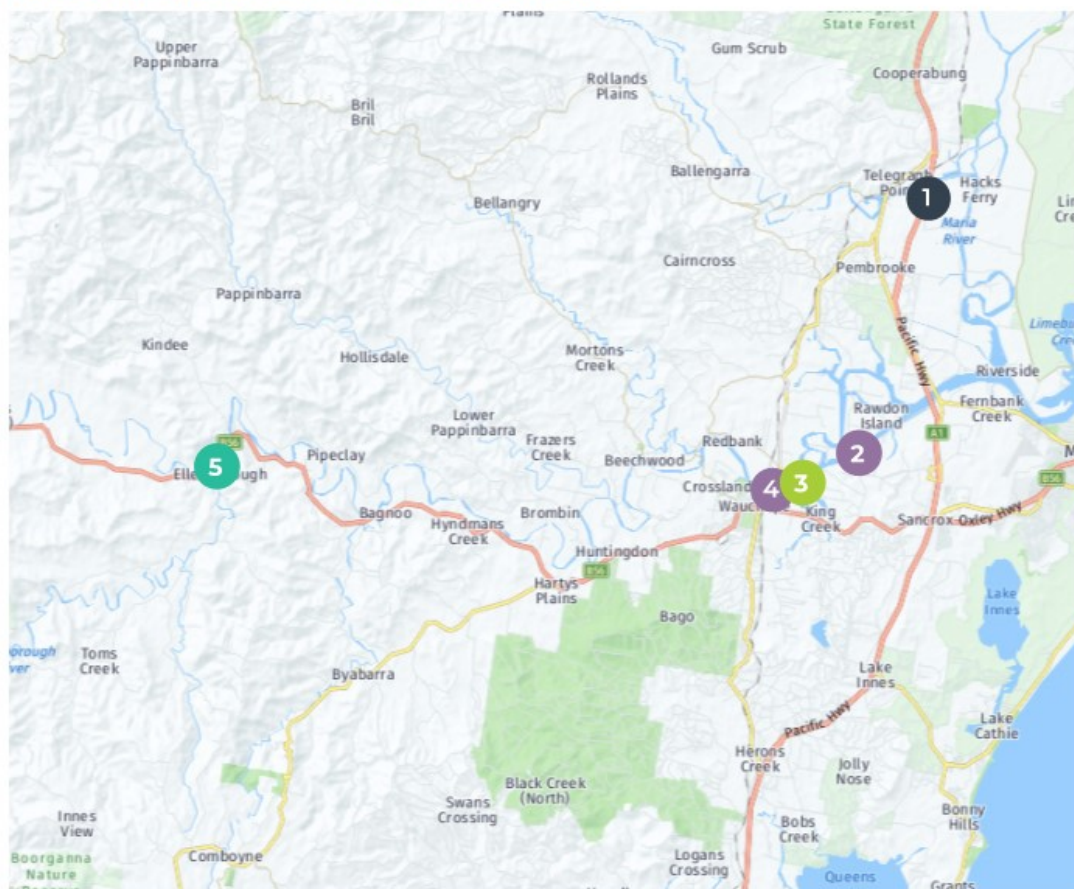 Plains
State Forest
Upper
Pappinbarra
Gum Scrub
Cooperabung
Rollands
Plains
Bril
Bril
Ballengarra
Telegraph
Point
1
Hacks
Ferry
Bellangry
Maria
River
Cairncross
Pembrooke
Pappinbarra
Kindee
Hollisdale
Mortons
Creek
Pacific Hwy
Riverside
Rawdon
Island
Fernbank
Creek
Lower
Pappinbarra
Frazers
Creek
Redbank
A1
B56
Pipeclay
Beechwood
2
5
B56
4
3
Bagnoo
Hyndmans
Creek
Brombin
King
Creek
Sancrox
Oxley Hwy
Huntingdon
B56
Hartys
Plains
Bago
Lake
Innes
Toms
Creek
Byabarra
Lake
Innes
Pacific Hwy
Lake
Cathie
Herons
Creek
Jolly
Nose
Black Creek
(North)
Swans
Crossing
Bonny
Hills
Innes
View
Bobs
Creek
Comboyne
Boorganna
Nature
Logans
Crossing
Queens
Grants